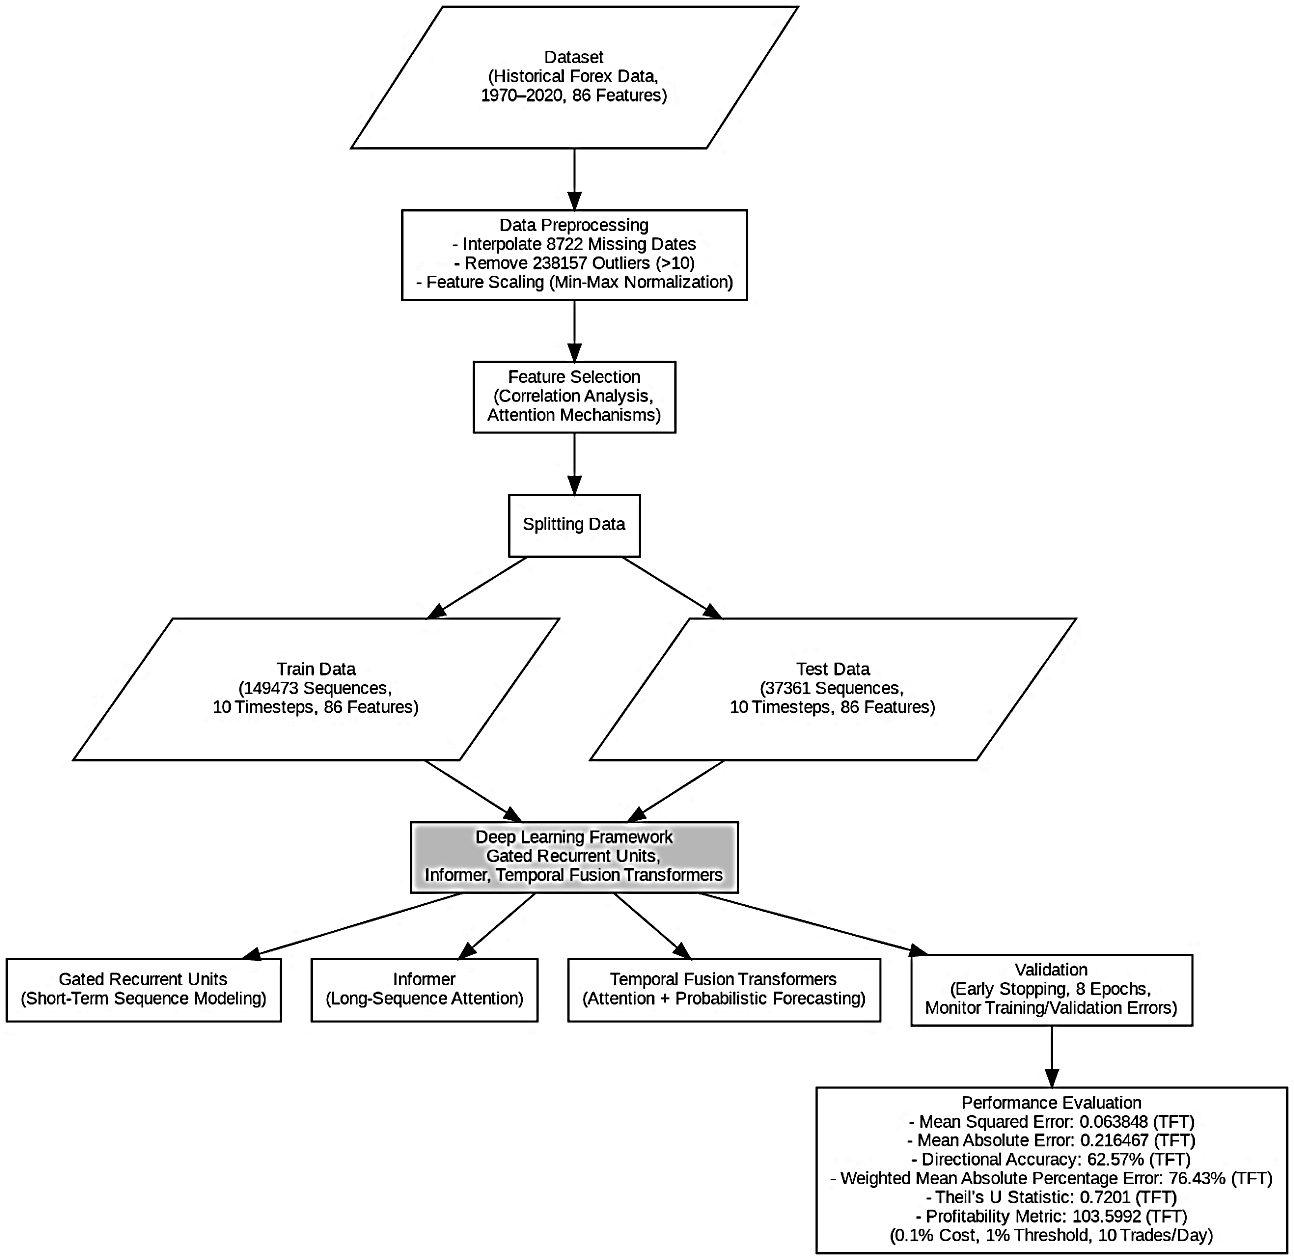 Dataset
(Historical Forex Data,
1970–2020, 86 Features)
Data Preprocessing
- Interpolate 8722 Missing Dates
- Remove 238157 Outliers (>10)
- Feature Scaling (Min-Max Normalization)
Feature Selection
(Correlation Analysis,
Attention Mechanisms)
Splitting Data
Train Data
(149473 Sequences,
10 Timesteps, 86 Features)
Test Data
(37361 Sequences,
10 Timesteps, 86 Features)
Deep Learning Framework
Gated Recurrent Units,
Informer, Temporal Fusion Transformers
Gated Recurrent Units
(Short-Term Sequence Modeling)
Informer
(Long-Sequence Attention)
Temporal Fusion Transformers
(Attention + Probabilistic Forecasting)
Validation
(Early Stopping, 8 Epochs,
Monitor Training/Validation Errors)
Performance Evaluation
- Mean Squared Error: 0.063848 (TFT)
- Mean Absolute Error: 0.216467 (TFT)
- Directional Accuracy: 62.57% (TFT)
- Weighted Mean Absolute Percentage Error: 76.43% (TFT)
- Theil's U Statistic: 0.7201 (TFT)
- Profitability Metric: 103.5992 (TFT)
(0.1% Cost, 1% Threshold, 10 Trades/Day)